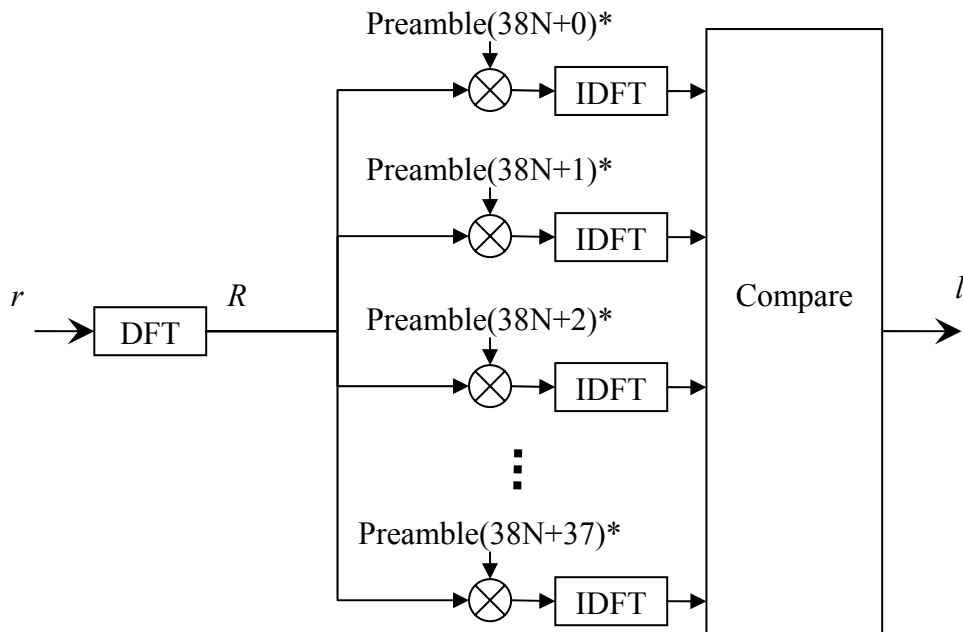 Preamble(38N+0)*
IDFT
Preamble(38N+1)*
IDFT
r
R
DFT
Preamble(38N+2)*
IDFT
Compare
l
Preamble(38N+37)*
IDFT